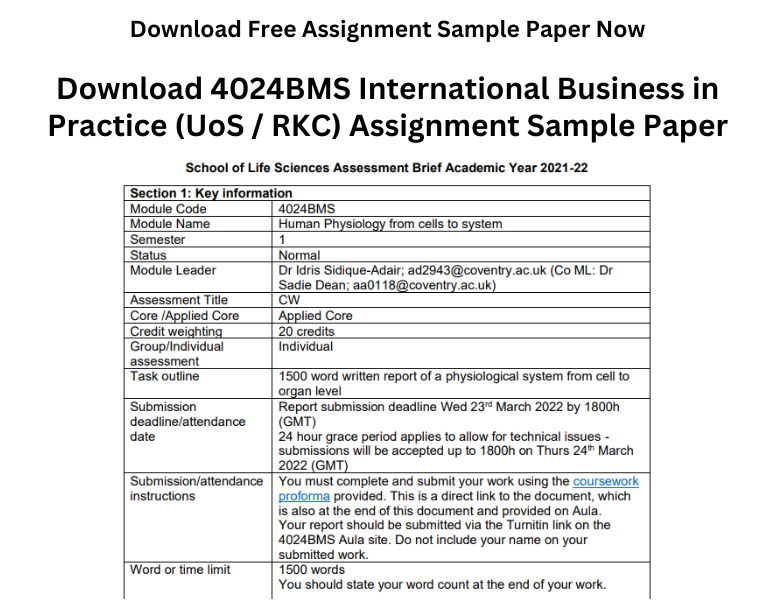 Download Free Assignment Sample Paper Now
Download 4024BMS International Business in
Practice (UoS / RKC) Assignment Sample Paper
School of Life Sciences Assessment Brief Academic Year 2021-22
Section 1: Key information
Module Code 4024BMS
Module Name Human Physiology from cells to system
Semester 1
Status Normal
Module Leader Dr Idris Sidique-Adair; ad2943@coventry.ac.uk (Co ML: Dr
Sadie Dean; aa0118@coventry.ac.uk)
Assessment Title CW
Core /Applied Core Applied Core
Credit weighting 20 credits
Group/Individual Individual
assessment
Task outline 1500 word written report of a physiological system from cell to
organ level
Submission Report submission deadline Wed 23rd March 2022 by 1800h
deadline/attendance (GMT)
date 24 hour grace period applies to allow for technical issues -
submissions will be accepted up to 1800h on Thurs 24th March
2022 (GMT)
Submission/attendance You must complete and submit your work using the coursework
instructions proforma provided. This is a direct link to the document, which
is also at the end of this document and provided on Aula.
Your report should be submitted via the Turnitin link on the
4024BMS Aula site. Do not include your name on your
submitted work.
Word or time limit 1500 words
You should state your word count at the end of your work.